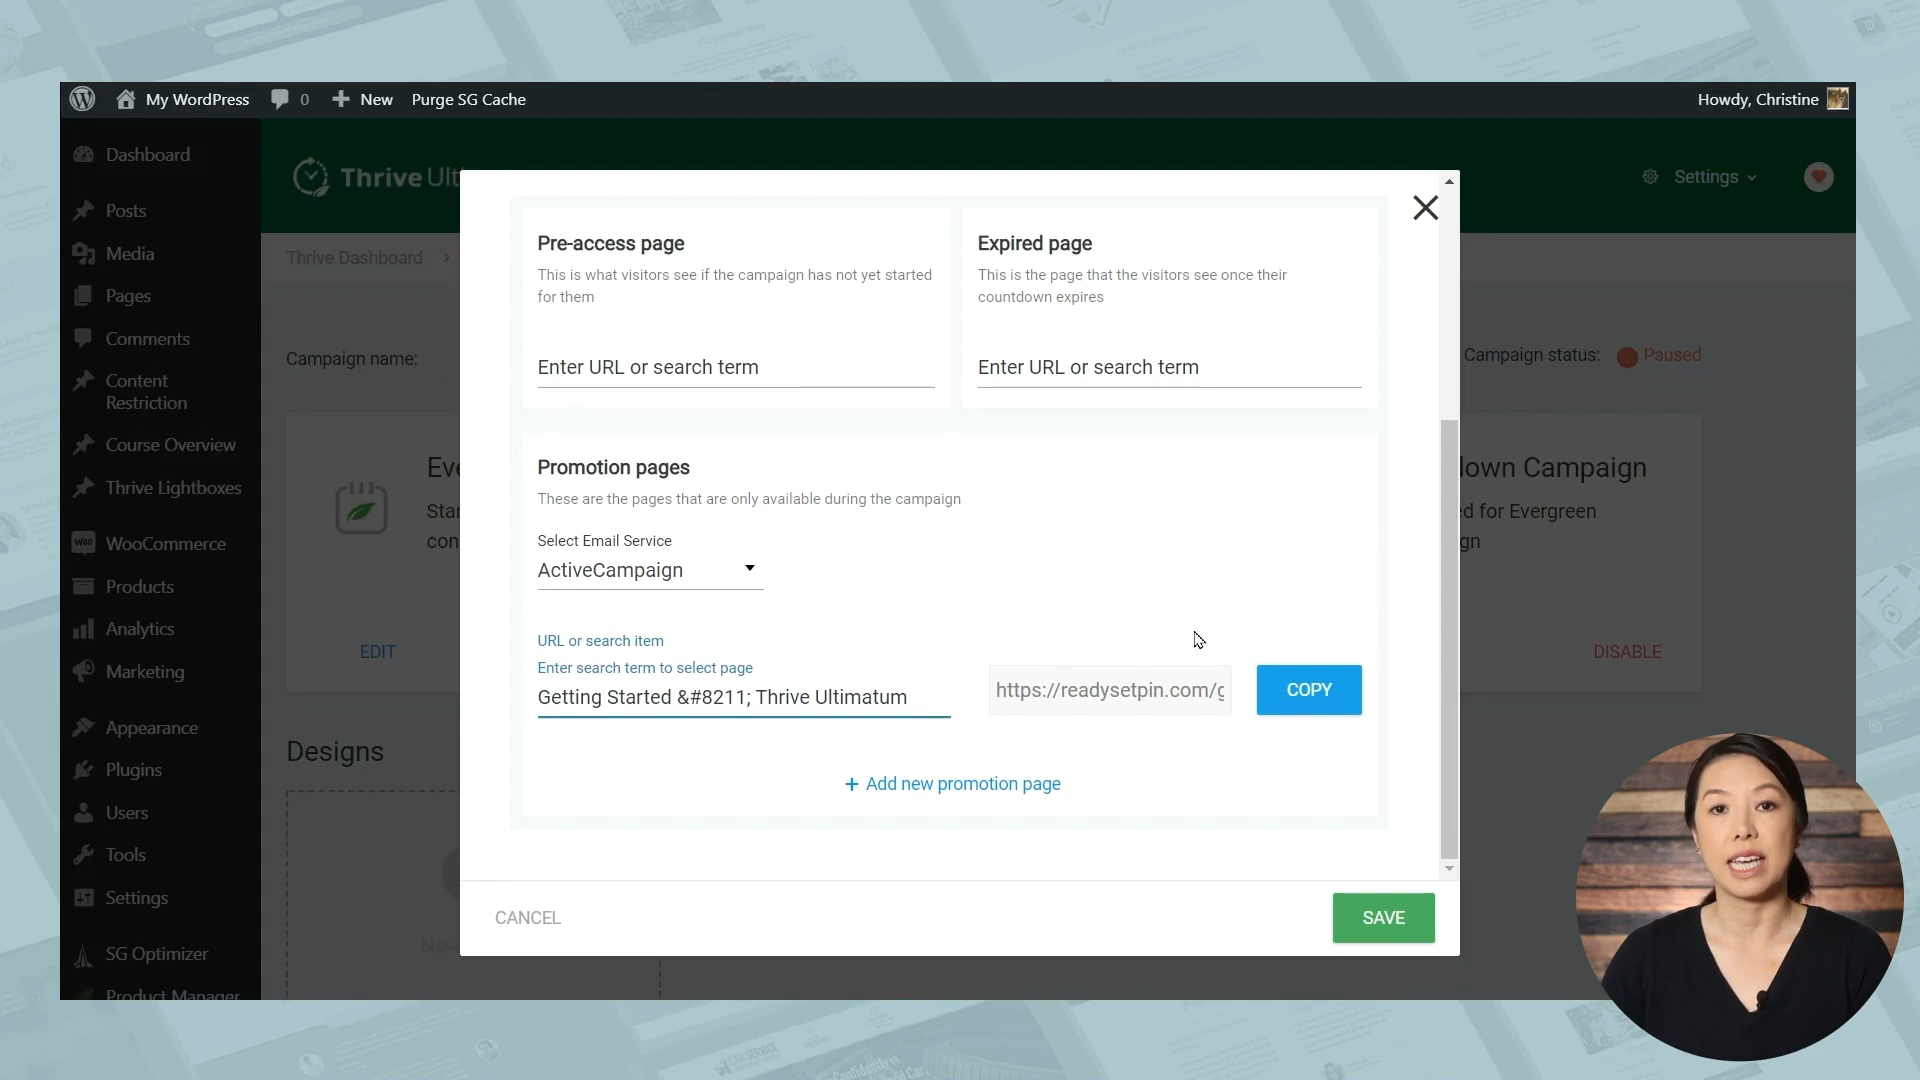 My WordPress
0
New
Purge SG Cache
Howdy, Christine
Dashboard
Posts
Media
Pages
Comments
Content
Restriction
Course Overview
Thrive Lightboxes
WOO WooCommerce
Products
Analytics
Marketing
Appearance
Plugins
Users
Tools
Settings
SG Optimizer
Product Manager
Thrive Ulti
Settings
Thrive Dashboard
Campaign name:
Campaign status:
Paused
EDIT
own Campaign
d for Evergreen
gn
DISABLE
Designs
Pre-access page
This is what visitors see if the campaign has not yet started
for them
Enter URL or search term
Expired page
This is the page that the visitors see once their
countdown expires
Enter URL or search term
Promotion pages
These are the pages that are only available during the campaign
Select Email Service
ActiveCampaign
URL or search item
Enter search term to select page
Getting Started &#8211; Thrive Ultimatum
https://readysetpin.com/g
COPY
+ Add new promotion page
CANCEL
SAVE